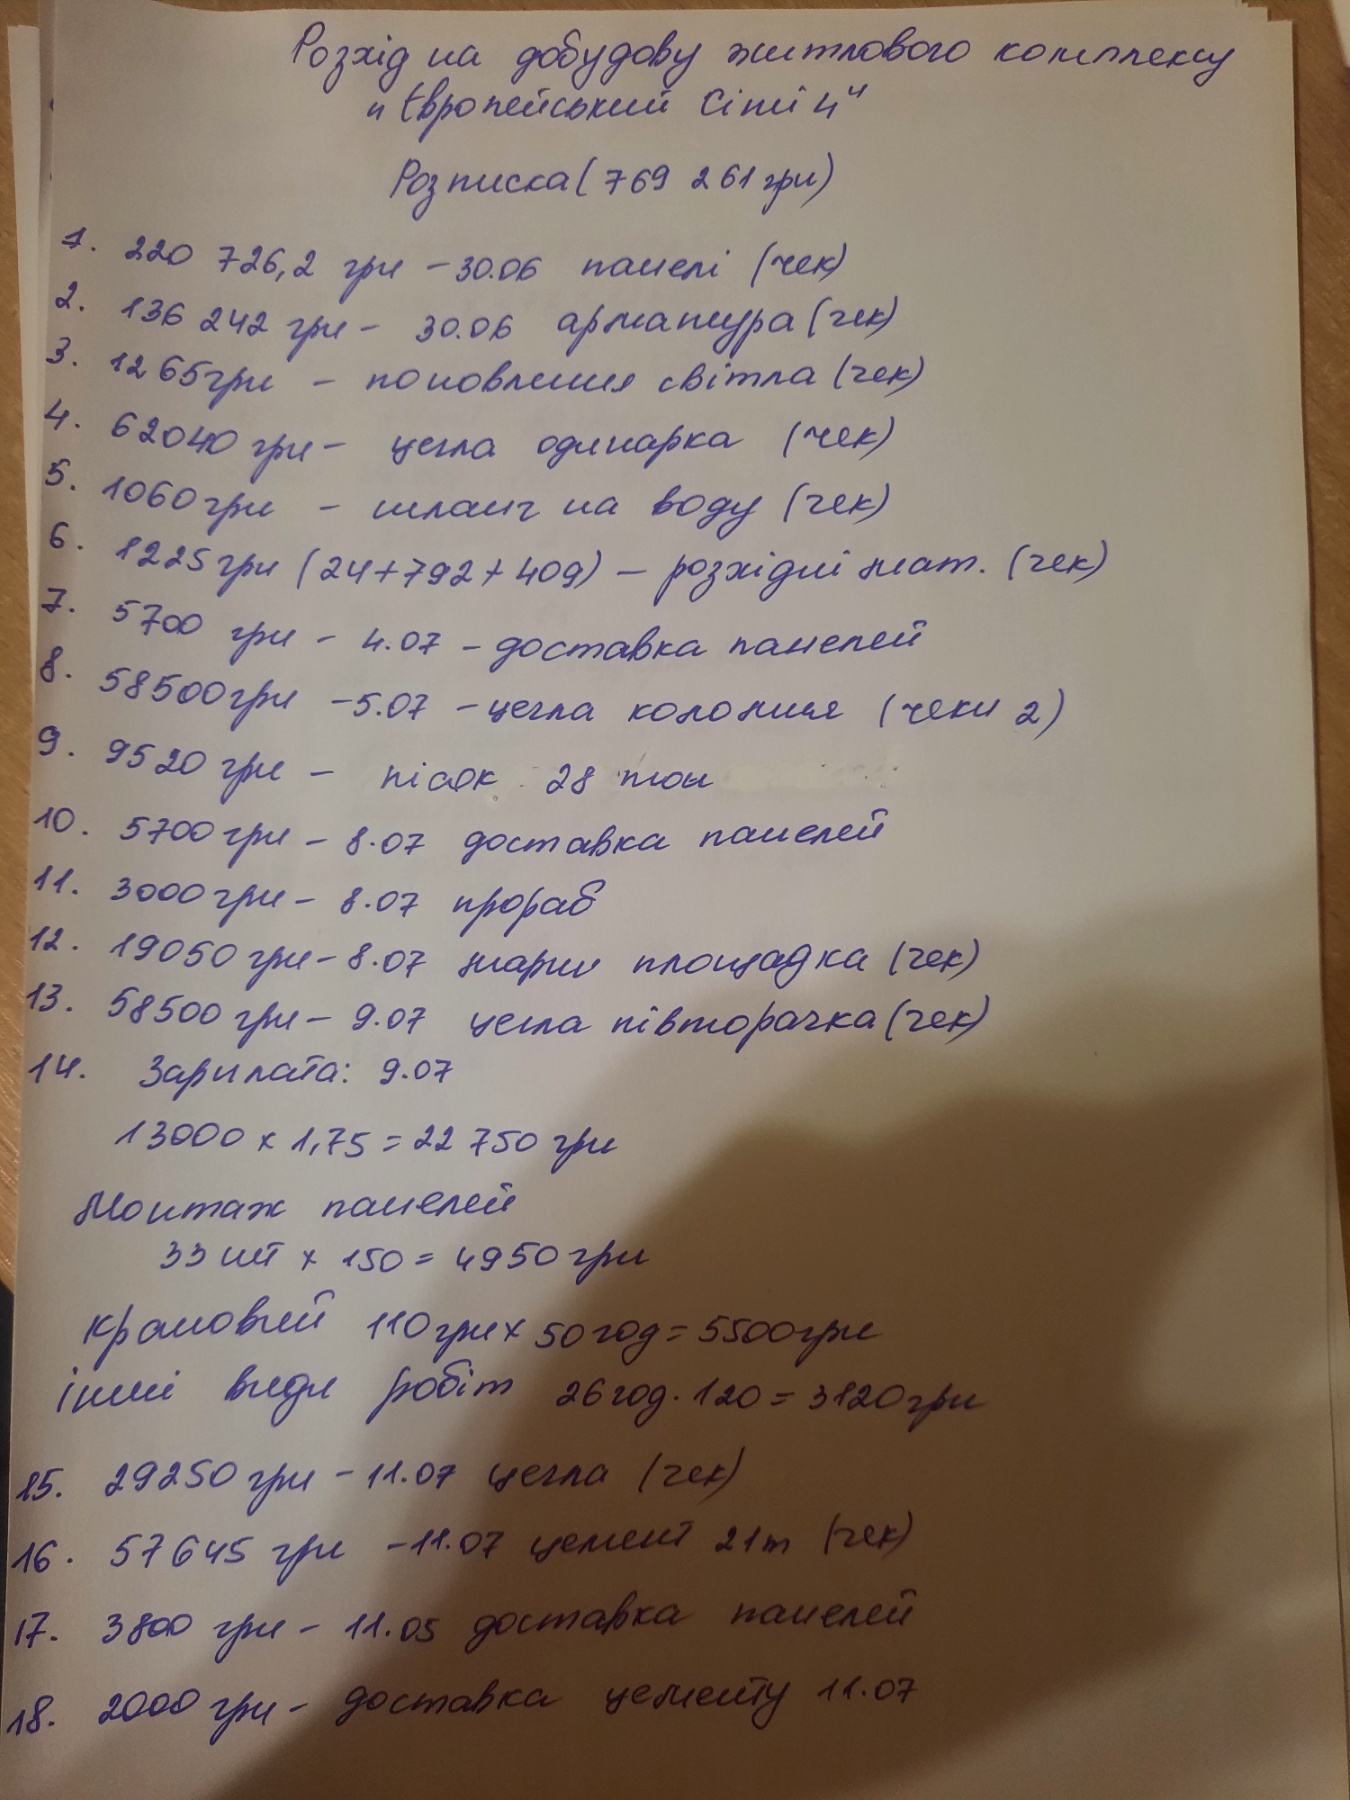 Розхід на добудову житлового комплексу
"Європейський Сіті 4"
Розписка (769 261 грн)
1. 220 726,2 грн - 30.06 панелі (чек)
2. 136 242 грн - 30.06 арматура (чек)
3. 1265 грн - поновлення світла (чек)
4. 62040 грн - цегла одинарка (чек)
5. 1060 грн - шланг на воду (чек)
6. 1225 грн (24+792+409) - розхідні мат. (чек)
7. 5700 грн - 4.07 - доставка панелей
8. 58500 грн - 5.07 - цегла колония (чеки 2)
9. 9520 грн - пісок 28 тон
10. 5700 грн - 8.07 доставка панелей
11. 3000 грн - 8.07 прораб
12. 19050 грн - 8.07 марш площадка (чек)
13. 58500 грн - 9.07 цегла півторачка (чек)
14. Зарплата: 9.07
13000 x 1,75 = 22 750 грн
Монтаж панелей
33 шт x 150 = 4950 грн
крановий 110 грн x 50 год = 5500 грн
інші види робіт 26 год. 120 = 3120 грн
15. 29250 грн - 11.07 цегла (чек)
16. 57645 грн - 11.07 цемент 21т (чек)
17. 3800 грн - 11.05 доставка панелей
18. 2000 грн - доставка цементу 11.07